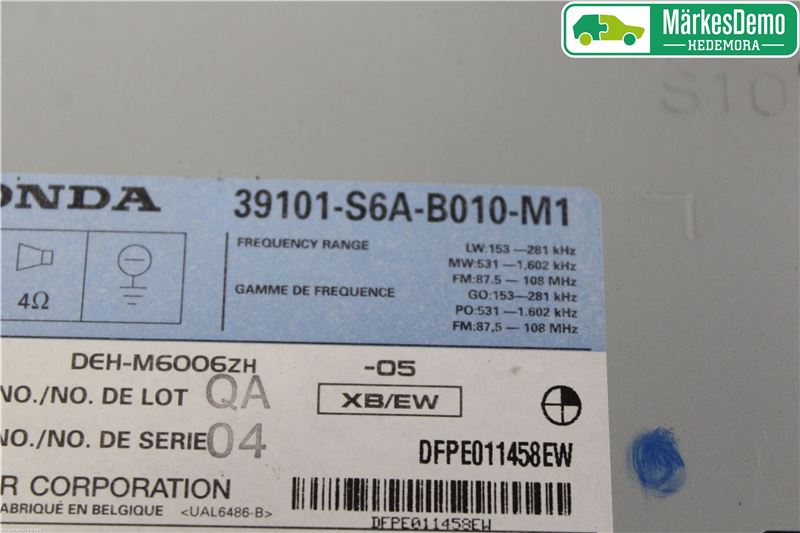 MärkesDemo
HEDEMORA
S10
ONDA
39101-S6A-B010-M1
FREQUENCY RANGE
LW:153 —281 kHz
MW:531 —1,602 kHz
FM:87.5 — 108 MHz
GAMME DE FREQUENCE
GO:153—281 kHz
PO:531 —1.602 kHz
FM:87,5 — 108 MHz
4Ω
DEH-M6006ZH -05
NO./NO. DE LOT QA
XB/EW
NO./NO. DE SERIE 04
DFPE011458EW
R CORPORATION
FABRIQUÉ EN BELGIQUE <UAL6486-B>
DFPE011458EW